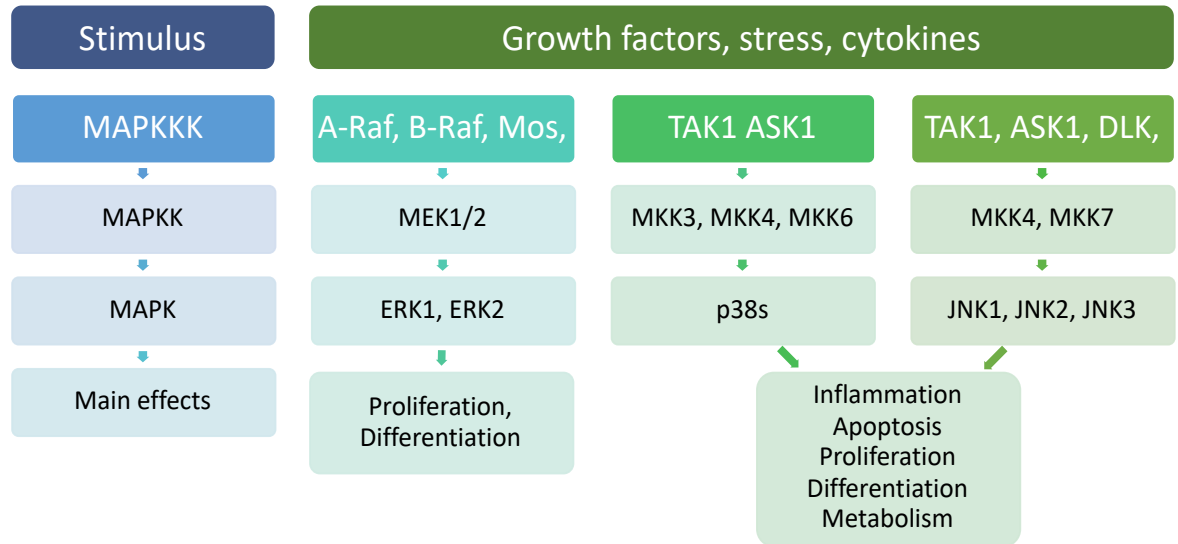 Stimulus
Growth factors, stress, cytokines
MAPKKK
A-Raf, B-Raf, Mos,
TAK1 ASK1
TAK1, ASK1, DLK,
MAPKK
MEK1/2
MKK3, MKK4, MKK6
MKK4, MKK7
MAPK
ERK1, ERK2
p38s
JNK1, JNK2, JNK3
Main effects
Proliferation,
Differentiation
Inflammation
Apoptosis
Proliferation
Differentiation
Metabolism